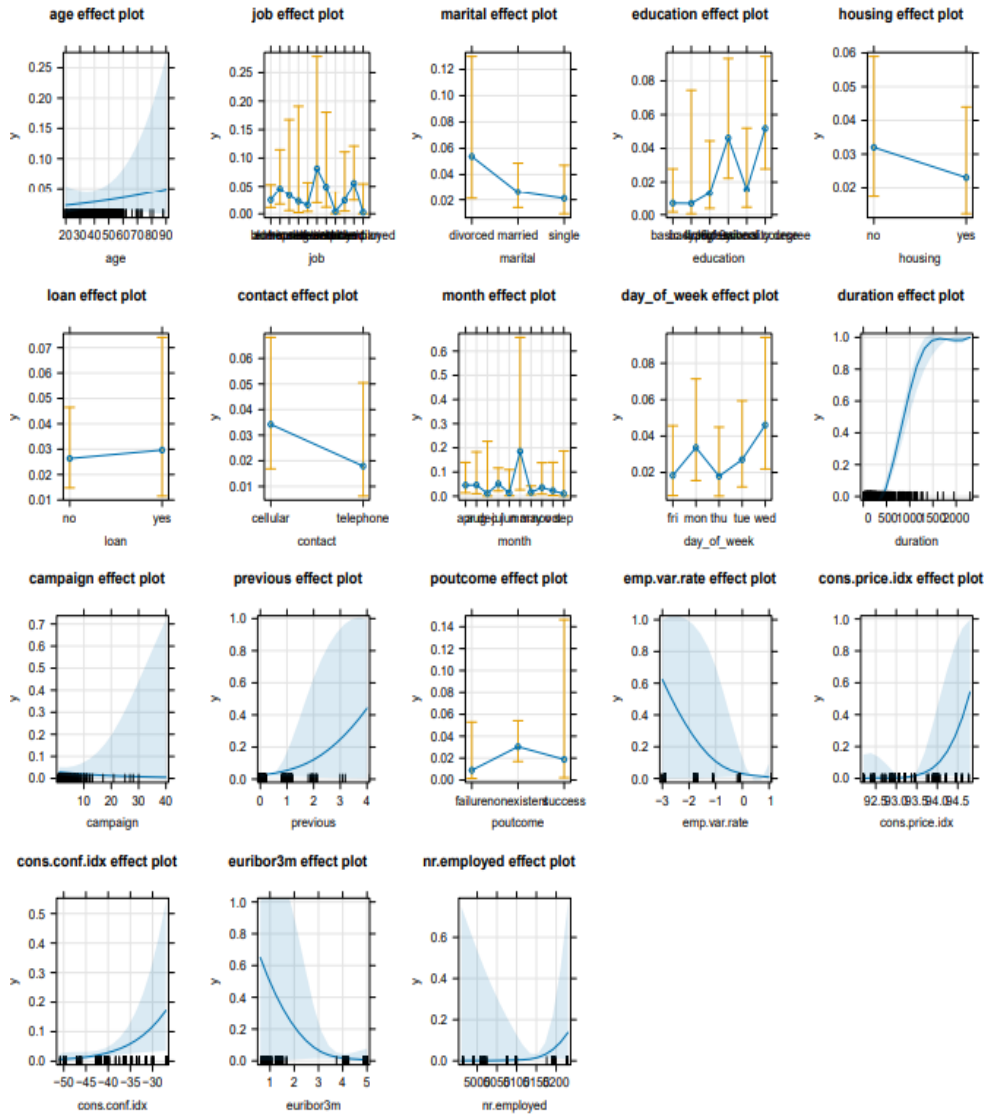 age effect plot
0.25
0.20
0.15
0.10
0.05
y
20 30 40 50 60 70 80 90
age
job effect plot
0.25
0.20
0.15
0.10
0.05
0.00
y
job
marital effect plot
0.12
0.10
0.08
0.06
0.04
0.02
0.00
y
divorced married single
marital
education effect plot
0.08
0.06
0.04
0.02
0.00
y
education
housing effect plot
0.06
0.05
0.04
0.03
0.02
y
no yes
housing
loan effect plot
0.07
0.06
0.05
0.04
0.03
0.02
0.01
y
no yes
loan
contact effect plot
0.06
0.05
0.04
0.03
0.02
0.01
y
cellular telephone
contact
month effect plot
0.6
0.5
0.4
0.3
0.2
0.1
0.0
y
sep
month
day_of_week effect plot
0.08
0.06
0.04
0.02
y
fri mon thu tue wed
day_of_week
duration effect plot
1.0
0.8
0.6
0.4
0.2
0.0
y
0 500 1000 1500 2000
duration
campaign effect plot
0.7
0.6
0.5
0.4
0.3
0.2
0.1
0.0
y
10 20 30 40
campaign
previous effect plot
1.0
0.8
0.6
0.4
0.2
0.0
y
0 1 2 3 4
previous
poutcome effect plot
0.14
0.12
0.10
0.08
0.06
0.04
0.02
0.00
y
failure nonexistent success
poutcome
emp.var.rate effect plot
1.0
0.8
0.6
0.4
0.2
0.0
y
−3 −2 −1 0 1
emp.var.rate
cons.price.idx effect plot
1.0
0.8
0.6
0.4
0.2
0.0
y
92.5 93.0 93.5 94.0 94.5
cons.price.idx
cons.conf.idx effect plot
0.5
0.4
0.3
0.2
0.1
0.0
y
−50 −45 −40 −35 −30
cons.conf.idx
euribor3m effect plot
1.0
0.8
0.6
0.4
0.2
0.0
y
1 2 3 4 5
euribor3m
nr.employed effect plot
0.6
0.4
0.2
0.0
y
5000 5050 5100 5150 5200
nr.employed